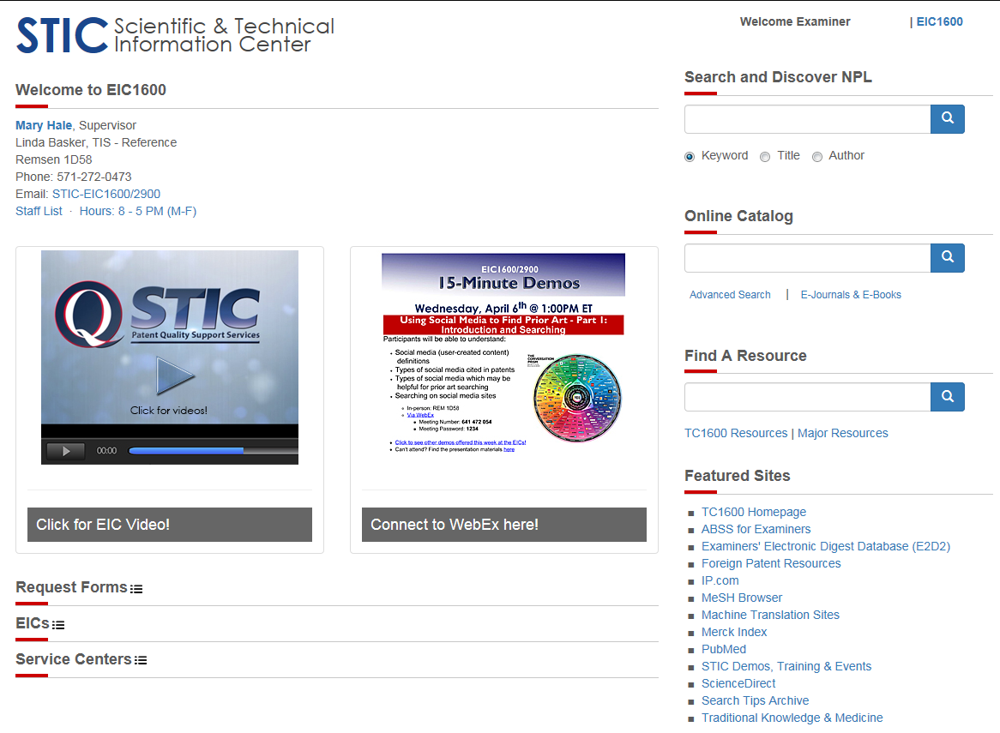 STIC Scientific & Technical
Information Center
Welcome Examiner | EIC1600
Welcome to EIC1600
Mary Hale, Supervisor
Linda Basker, TIS - Reference
Remsen 1D58
Phone: 571-272-0473
Email: STIC-EIC1600/2900
Staff List · Hours: 8 - 5 PM (M-F)
Q STIC
Patent Quality Support Services
Click for videos!
00:00
Click for EIC Video!
EIC1600/2900
15-Minute Demos
Wednesday, April 6th @ 1:00PM ET
Using Social Media to Find Prior Art - Part 1:
Introduction and Searching
Participants will be able to understand:
Social media (user-created content)
definitions
Types of social media cited in patents
Types of social media which may be
helpful for prior art searching
Searching on social media sites
In-person: REM 1D58
Via WebEx
Meeting Number: 641 472 054
Meeting Password: 1234
Click to see other demos offered this week at the EICs!
Can't attend? Find the presentation materials here
THE
CONVERSATION
PRISM
Connect to WebEx here!
Request Forms
EICs
Service Centers
Search and Discover NPL
Keyword Title Author
Online Catalog
Advanced Search | E-Journals & E-Books
Find A Resource
TC1600 Resources | Major Resources
Featured Sites
TC1600 Homepage
ABSS for Examiners
Examiners' Electronic Digest Database (E2D2)
Foreign Patent Resources
IP.com
MeSH Browser
Machine Translation Sites
Merck Index
PubMed
STIC Demos, Training & Events
ScienceDirect
Search Tips Archive
Traditional Knowledge & Medicine